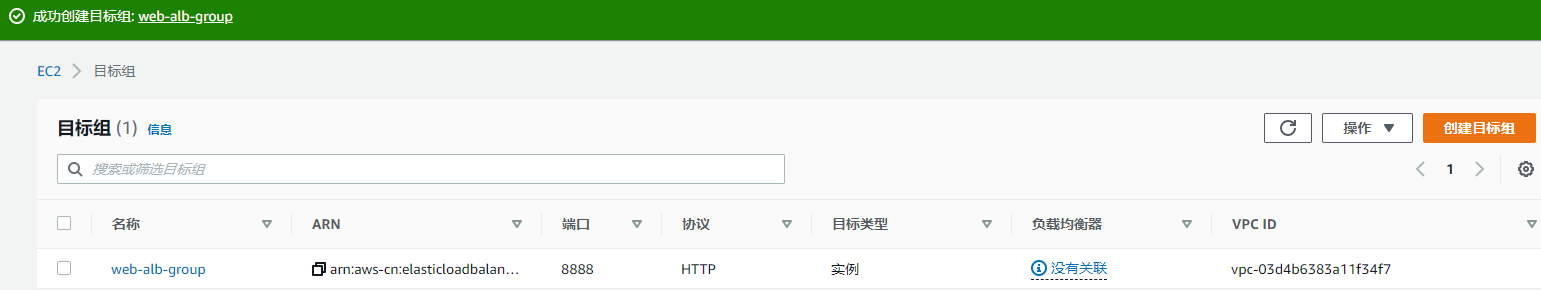 成功创建目标组: web-alb-group
EC2 目标组
目标组 (1) 信息
操作 创建目标组
搜索或筛选目标组
1
名称 ARN 端口 协议 目标类型 负载均衡器 VPC ID
web-alb-group arn:aws-cn:elasticloadbalan... 8888 HTTP 实例 没有关联 vpc-03d4b6383a11f34f7